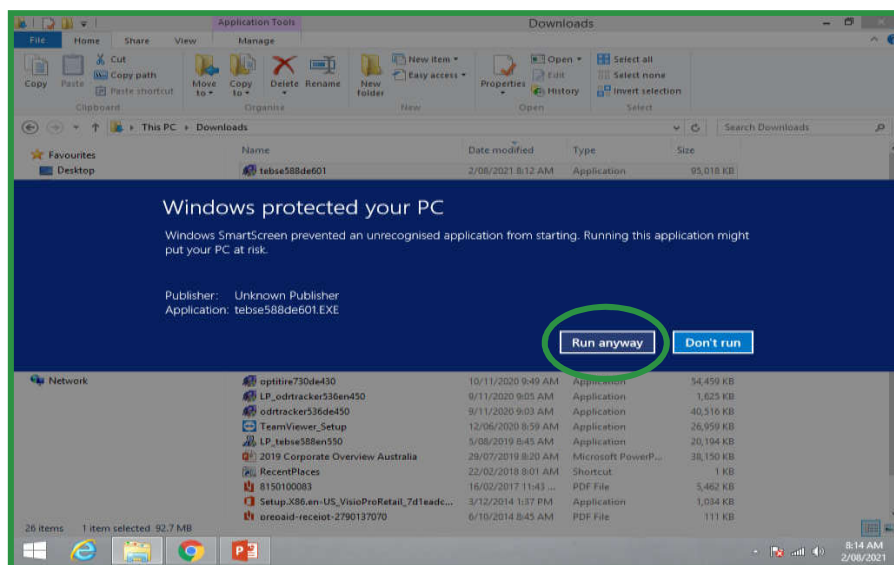 Application Tools
Downloads
File Home Share View Manage
Copy
Paste
Cut
Copy path
Paste shortcut
Clipboard
Move to
Copy to
Delete
Rename
Organise
New folder
New item
Easy access
New
Properties
Open
Edit
History
Open
Select all
Select none
Invert selection
Select
This PC Downloads
Search Downloads
Favourites
Desktop
Name Date modified Type Size
tebse588de601 2/08/2021 8:12 AM Application 95,018 KB
Windows protected your PC
Windows SmartScreen prevented an unrecognised application from starting. Running this application might
put your PC at risk.
Publisher: Unknown Publisher
Application: tebse588de601.EXE
Run anyway Don't run
Network
optitire730de430 10/11/2020 9:49 AM Application 54,459 KB
LP_odrtracker536en450 9/11/2020 9:05 AM Application 1,625 KB
odrtracker536de450 9/11/2020 9:03 AM Application 40,516 KB
TeamViewer_Setup 12/06/2020 8:59 AM Application 26,959 KB
LP_tebse588en550 5/08/2019 8:45 AM Application 20,194 KB
2019 Corporate Overview Australia 29/07/2019 8:20 AM Microsoft PowerP... 38,150 KB
RecentPlaces 22/02/2018 8:01 AM Shortcut 1 KB
8150100083 16/02/2017 11:43 ... PDF File 5,462 KB
Setup.X86.en-US_VisioProRetail_7d1eadc... 3/12/2014 1:37 PM Application 1,034 KB
prepaid-receipt-2790137070 6/10/2014 8:45 AM PDF File 111 KB
26 items 1 item selected 92.7 MB
8:14 AM
2/08/2021